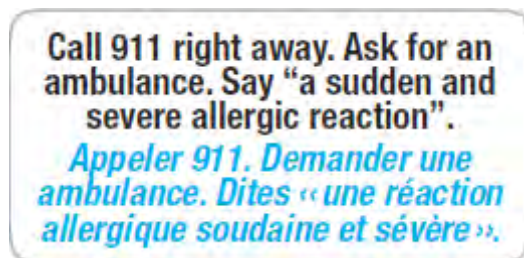 Call 911 right away. Ask for an
ambulance. Say “a sudden and
severe allergic reaction”.
Appeler 911. Demander une
ambulance. Dites «une réaction
allergique soudaine et sévère».